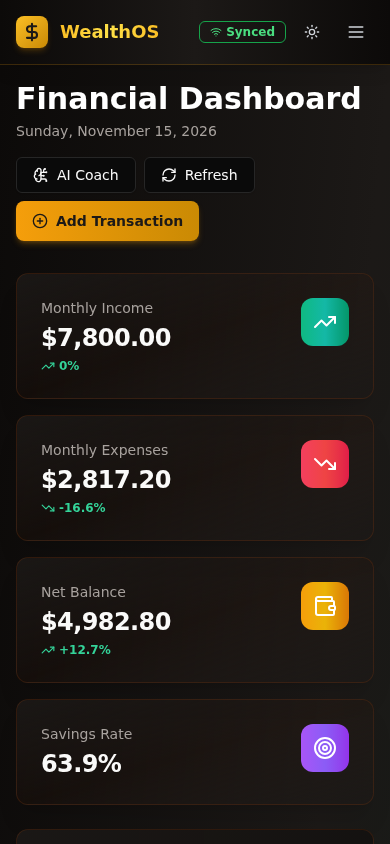 WealthOS
Synced
Financial Dashboard
Sunday, November 15, 2026
AI Coach
Refresh
Add Transaction
Monthly Income
$7,800.00
0%
Monthly Expenses
$2,817.20
-16.6%
Net Balance
$4,982.80
+12.7%
Savings Rate
63.9%